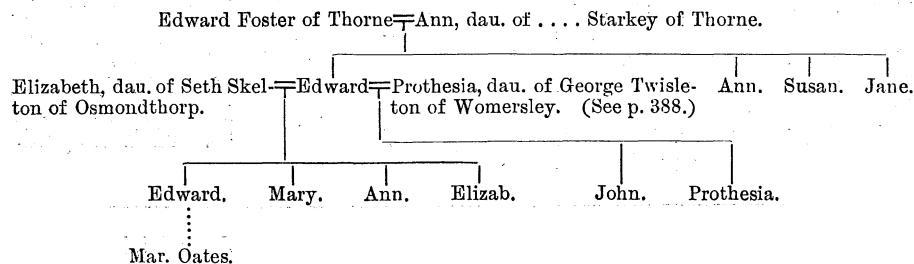 Edward Foster of Thorne=Ann, dau. of .... Starkey of Thorne.
Elizabeth, dau. of Seth Skel-=Edward=Prothesia, dau. of George Twisle- Ann. Susan. Jane.
ton of Osmondthorp. ton of Womersley. (See p. 388.)
Edward. Mary. Ann. Elizab. John. Prothesia.
Mar. Oates.